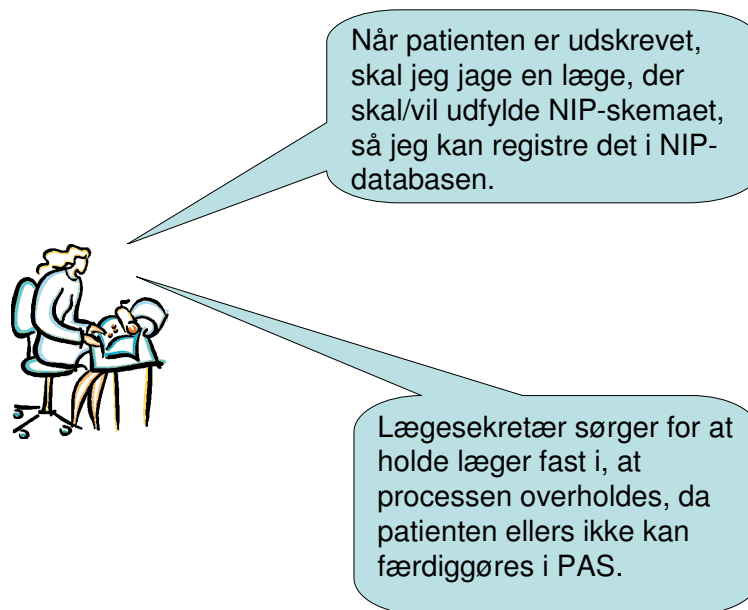 Når patienten er udskrevet,
skal jeg jage en læge, der
skal/vil udfylde NIP-skemaet,
så jeg kan registre det i NIP-
databasen.
Lægesekretær sørger for at
holde læger fast i, at
processen overholdes, da
patienten ellers ikke kan
færdiggøres i PAS.